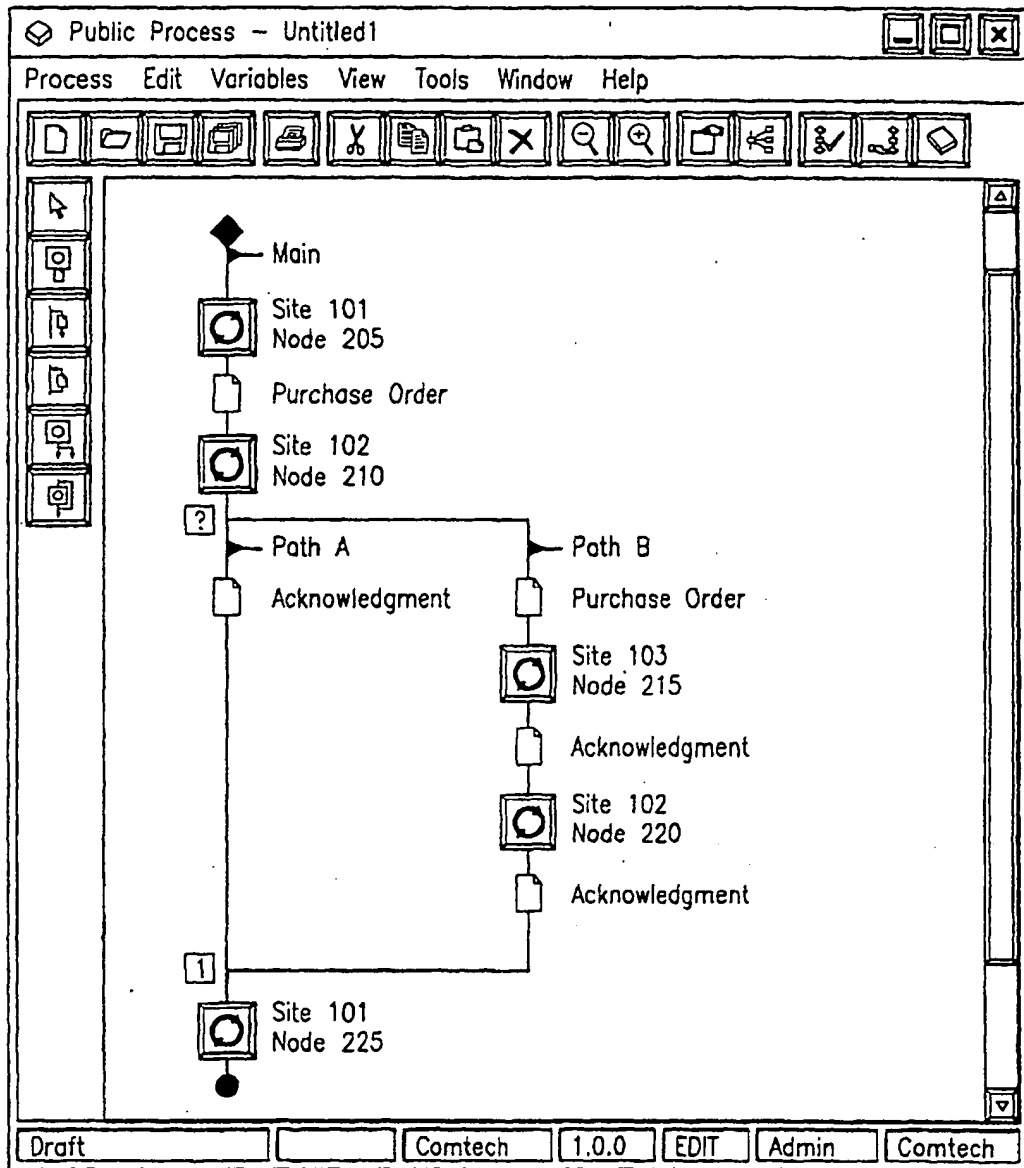 Public Process – Untitled1
Process Edit Variables View Tools Window Help
Main
Site 101
Node 205
Purchase Order
Site 102
Node 210
?
Path A
Path B
Acknowledgment
Purchase Order
Site 103
Node 215
Acknowledgment
Site 102
Node 220
Acknowledgment
1
Site 101
Node 225
Draft Comtech 1.0.0 EDIT Admin Comtech